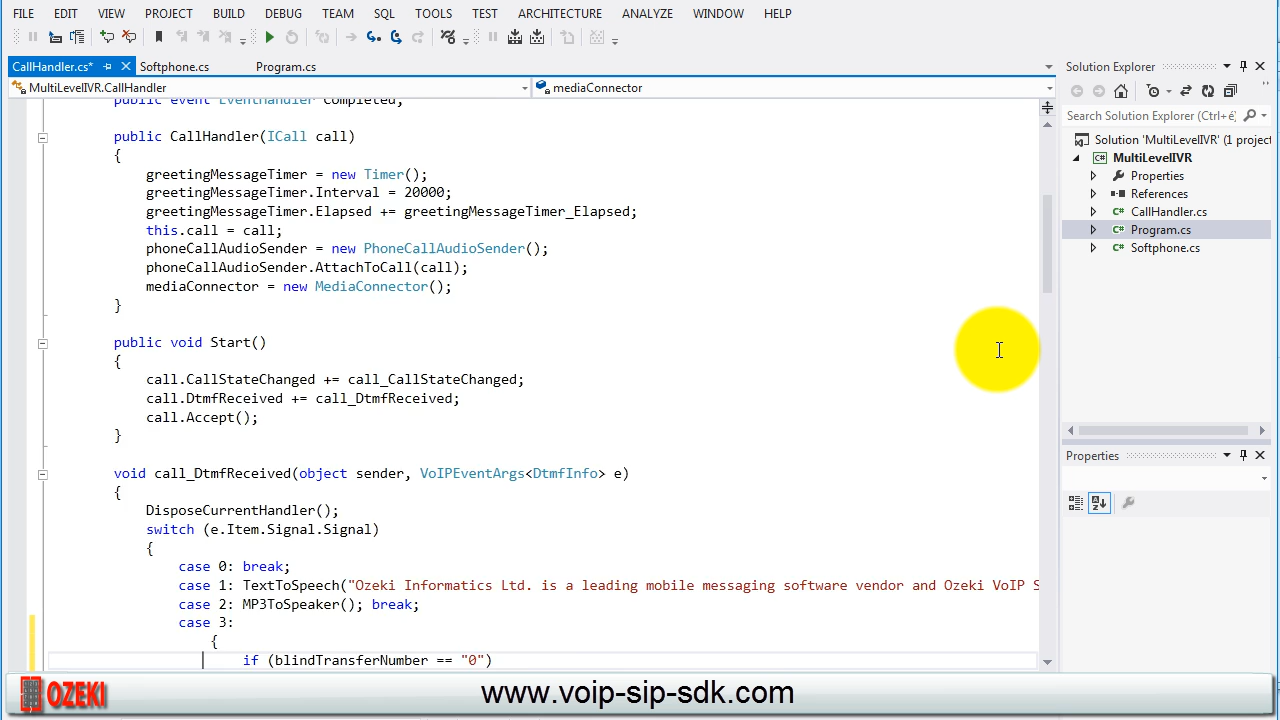 FILE EDIT VIEW PROJECT BUILD DEBUG TEAM SQL TOOLS TEST ARCHITECTURE ANALYZE WINDOW HELP
CallHandler.cs* Softphone.cs Program.cs
MultiLevelIVR.CallHandler mediaConnector
public event EventHandler Completed;
public CallHandler(ICall call)
{
greetingMessageTimer = new Timer();
greetingMessageTimer.Interval = 20000;
greetingMessageTimer.Elapsed += greetingMessageTimer_Elapsed;
this.call = call;
phoneCallAudioSender = new PhoneCallAudioSender();
phoneCallAudioSender.AttachToCall(call);
mediaConnector = new MediaConnector();
}
public void Start()
{
call.CallStateChanged += call_CallStateChanged;
call.DtmfReceived += call_DtmfReceived;
call.Accept();
}
void call_DtmfReceived(object sender, VoIPEventArgs<DtmfInfo> e)
{
DisposeCurrentHandler();
switch (e.Item.Signal.Signal)
{
case 0: break;
case 1: TextToSpeech("Ozeki Informatics Ltd. is a leading mobile messaging software vendor and Ozeki VoIP S
case 2: MP3ToSpeaker(); break;
case 3:
{
if (blindTransferNumber == "0")
Solution Explorer
Search Solution Explorer (Ctrl+é)
Solution 'MultiLevelIVR' (1 project
MultiLevelIVR
Properties
References
CallHandler.cs
Program.cs
Softphone.cs
Properties
OZEKI www.voip-sip-sdk.com